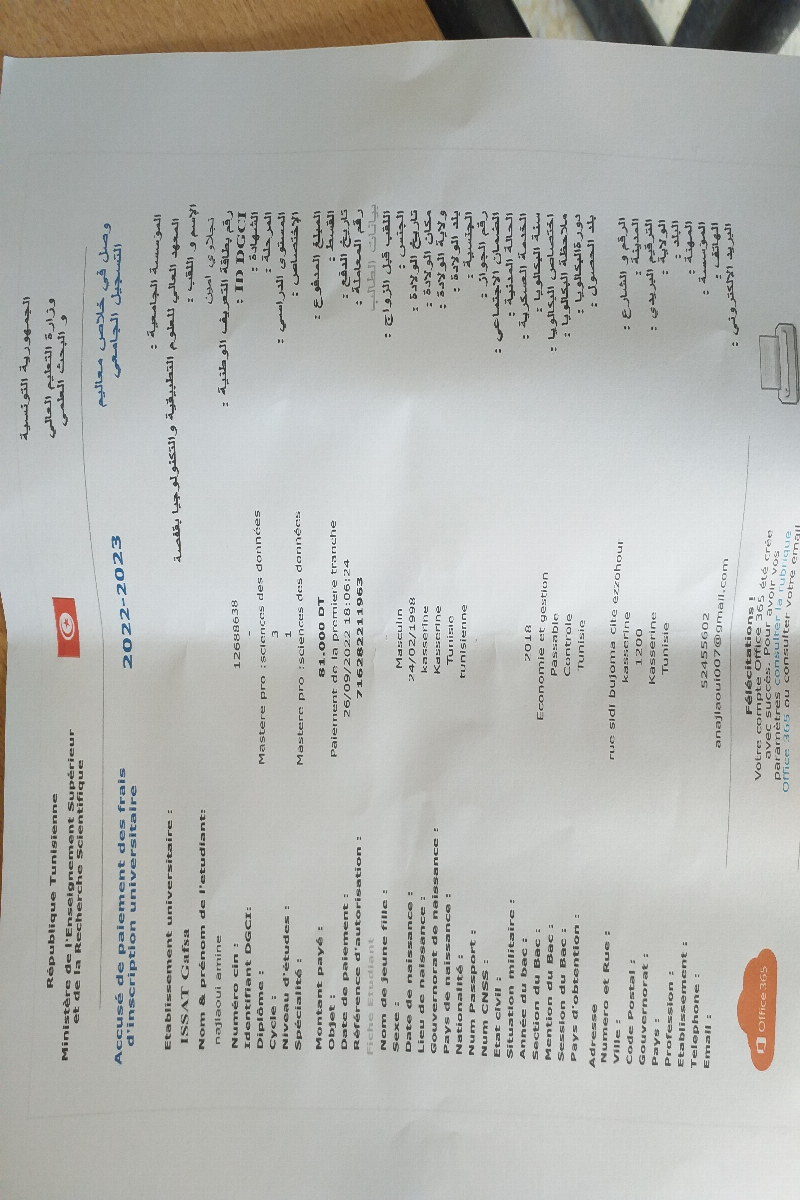 République Tunisienne
Ministère de l'Enseignement Supérieur
et de la Recherche Scientifique
الجمهورية التونسية
وزارة التعليم العالي
و البحث العلمي
Accusé de paiement des frais
d'inscription universitaire
2022-2023
وصل في خلاص معاليم
التسجيل الجامعي
Etablissement universitaire :
المؤسسة الجامعية :
ISSAT Gafsa
المعهد العالي للعلوم التطبيقية والتكنولوجيا بقفصة
Nom & prénom de l'etudiant:
الإسم و اللقب :
najlaoui amine
نجلاوي امين
Numéro cin : 12688638 رقم بطاقة التعريف الوطنية :
Identifiant DGCI: - ID DGCI :
Diplôme : Mastere pro :sciences des données الشهادة :
Cycle : 3 المرحلة :
Niveau d'études : 1 المستوى الدراسي :
Spécialité : Mastere pro :sciences des données الإختصاص :
Montant payé : 81.000 DT المبلغ المدفوع :
Objet : Paiement de la premiere tranche القسط :
Date de paiement : 26/09/2022 18:06:24 تاريخ الدفع :
Référence d'autorisation : 716282211963 رقم المعاملة :
Fiche Etudiant بيانات الطالب
Nom de jeune fille : اللقب قبل الزواج :
Sexe : Masculin الجنس :
Date de naissance : 24/02/1998 تاريخ الولادة :
Lieu de naissance : kasserine مكان الولادة :
Gouvernorat de naissance : Kasserine ولاية الولادة :
Pays de naissance : Tunisie بلد الولادة :
Nationalité : tunisienne الجنسية :
Num Passport : رقم الجواز :
Num CNSS : الضمان الاجتماعي :
Etat civil : الحالة المدنية :
Situation militaire : الخدمة العسكرية :
Année du bac : 2018 سنة البكالوريا :
Section du Bac : Economie et gestion اختصاص البكالوريا :
Mention du Bac : Passable ملاحظة البكالوريا :
Session du Bac : Controle دورة البكالوريا :
Pays d'obtention : Tunisie بلد الحصول :
Adresse
Numero et Rue : rue sidi bujoma cite ezzohour الرقم و الشارع :
Ville : kasserine المدينة :
Code Postal : 1200 الترقيم البريدي :
Gouvernorat : Kasserine الولاية :
Pays : Tunisie البلد :
Profession : المهنة :
Etablissement : المؤسسة :
Telephone : 52455602 الهاتف :
Email : anajlaoui007@gmail.com البريد الالكتروني :
Office 365
Félécitations !
Votre compte Office 365 été crée
avec succès. Pour avoir vos
paramètres consulter la rubrique
Office 365 ou consulter votre email